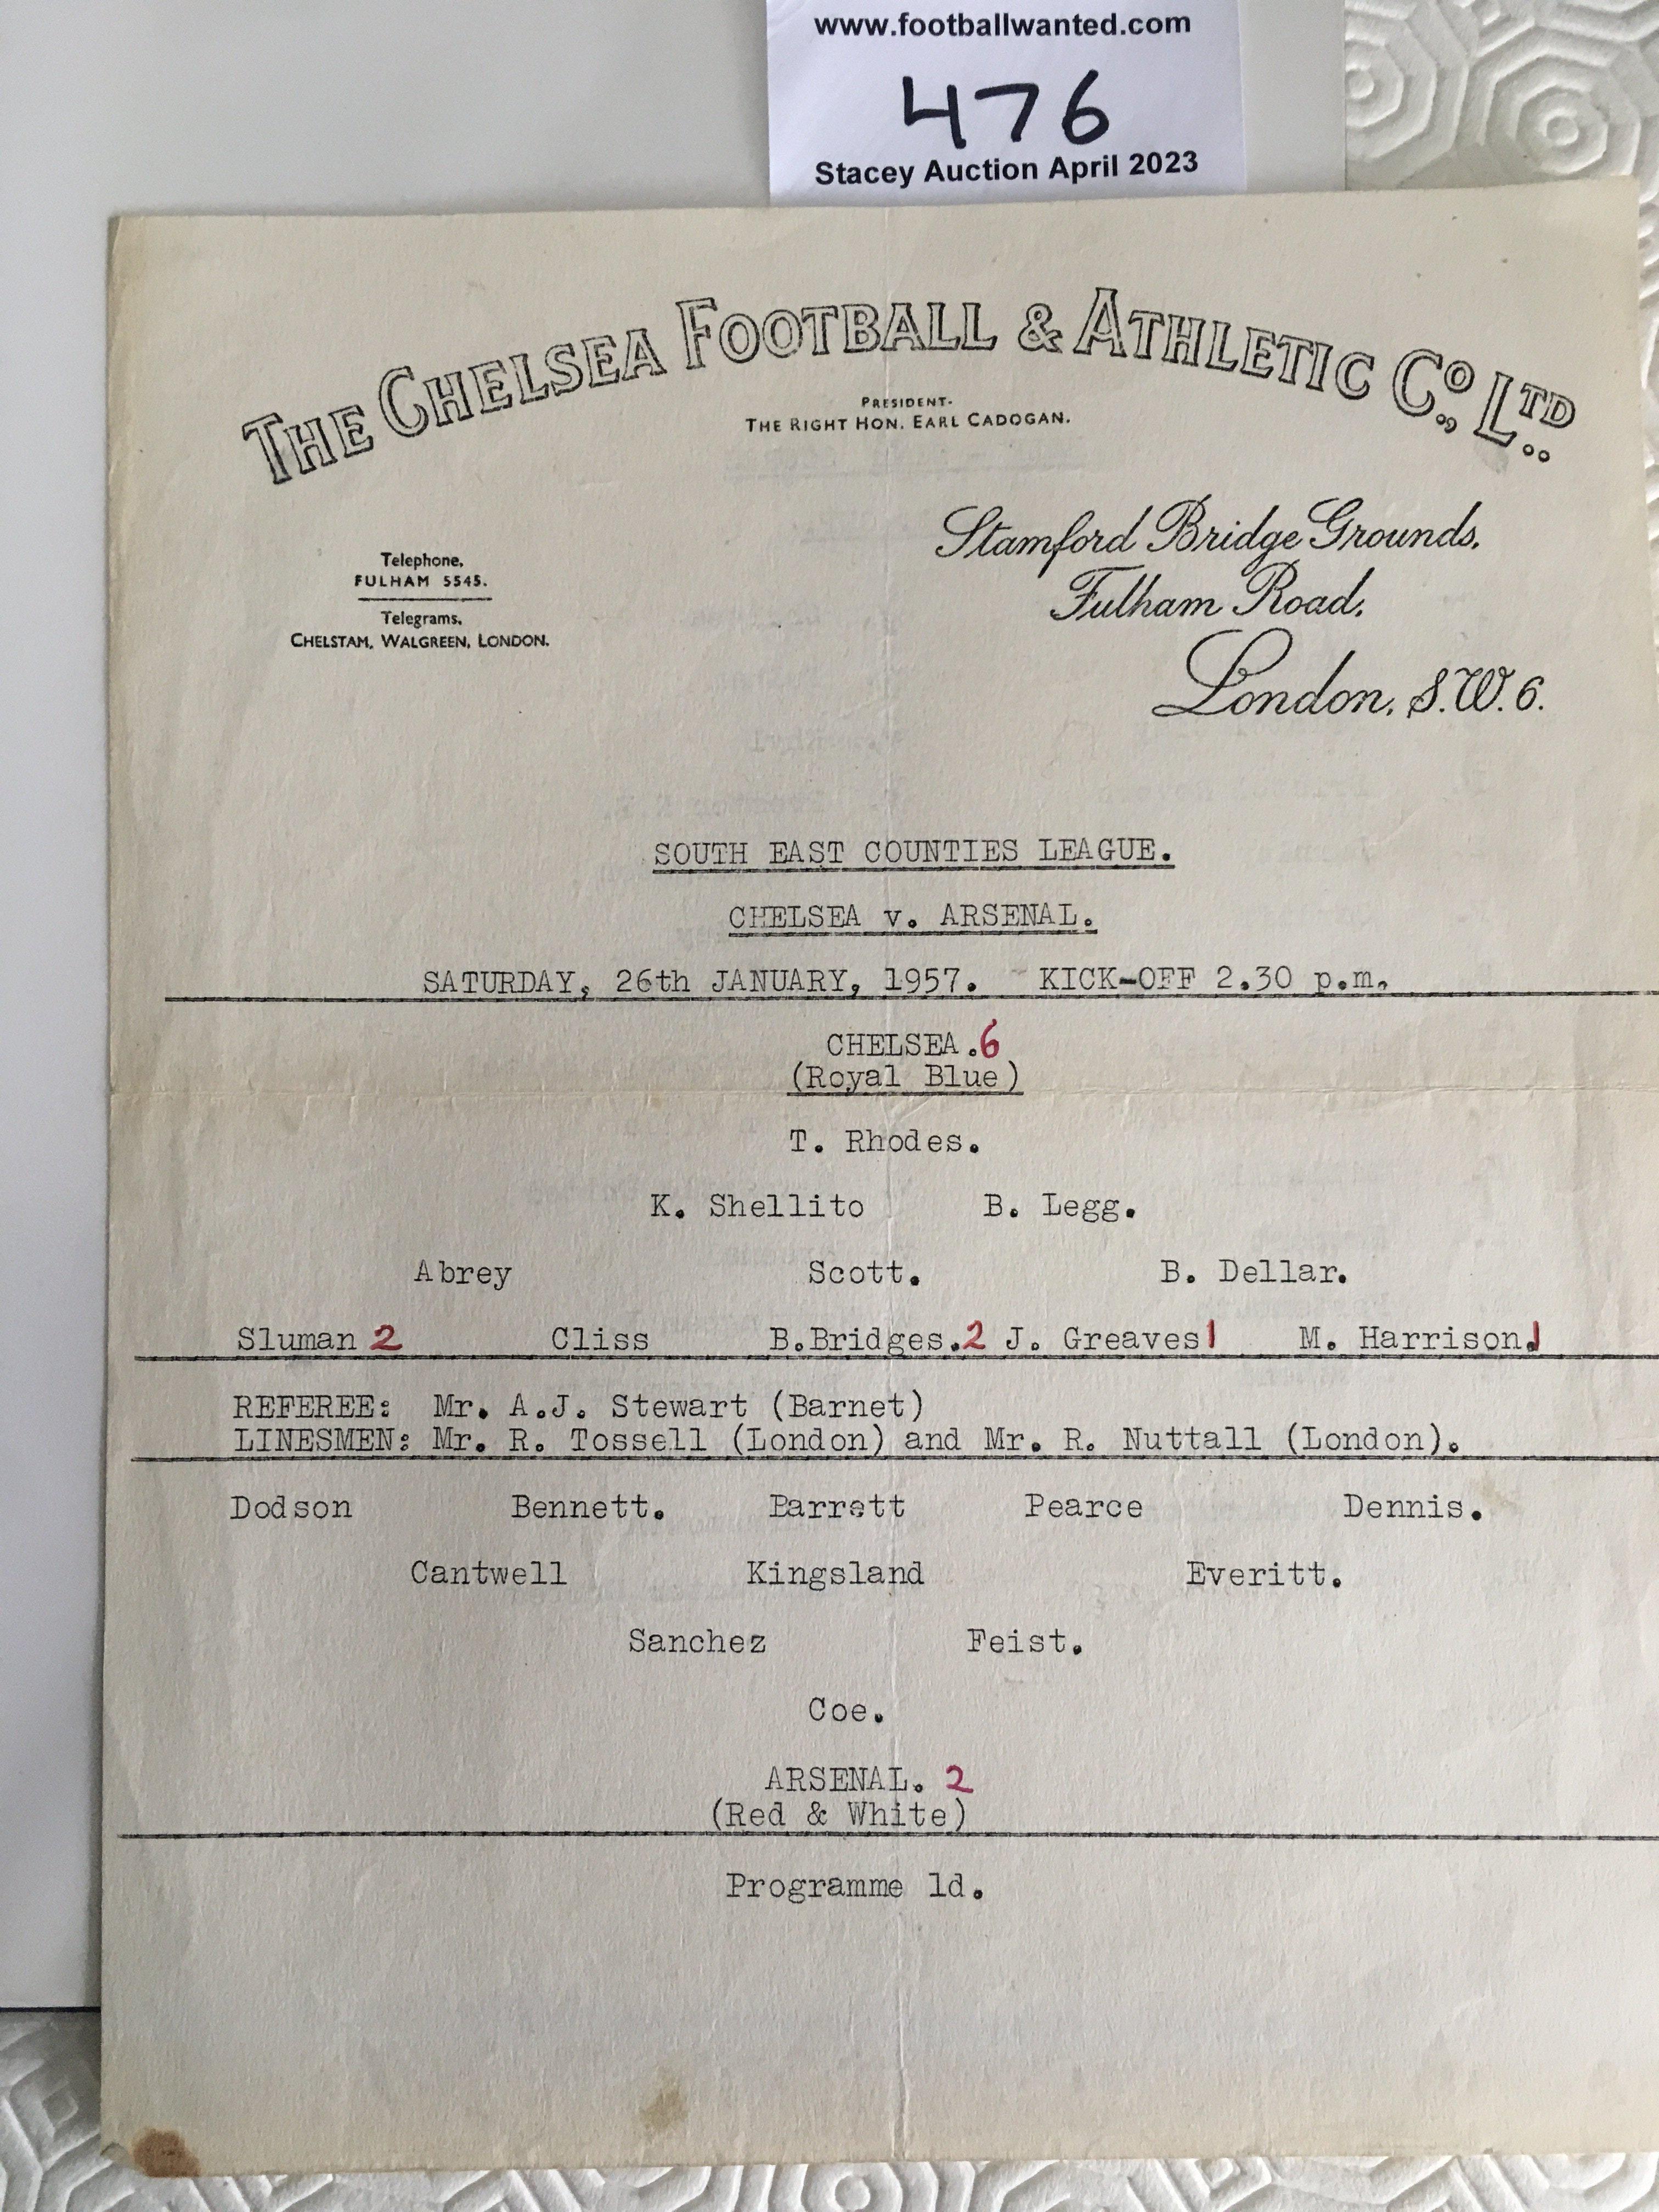 www.footballwanted.com
476
Stacey Auction April 2023
THE CHELSEA FOOTBALL & ATHLETIC CO., LTD..
PRESIDENT-
THE RIGHT HON. EARL CADOGAN.
Stamford Bridge Grounds,
Fulham Road,
London, S.W.6.
Telephone,
FULHAM 5545.
Telegrams,
CHELSTAM, WALGREEN, LONDON.
SOUTH EAST COUNTIES LEAGUE.
CHELSEA v. ARSENAL.
SATURDAY, 26th JANUARY, 1957. KICK-OFF 2.30 p.m.
CHELSEA.6
(Royal Blue)
T. Rhodes.
K. Shellito B. Legg.
Abrey Scott. B. Dellar.
Sluman 2 Cliss B.Bridges.2 J. Greaves 1 M. Harrison.1
REFEREE: Mr. A.J. Stewart (Barnet)
LINESMEN: Mr. R. Tossell (London) and Mr. R. Nuttall (London).
Dodson Bennett. Barrett Pearce Dennis.
Cantwell Kingsland Everitt.
Sanchez Feist.
Coe.
ARSENAL. 2
(Red & White)
Programme 1d.